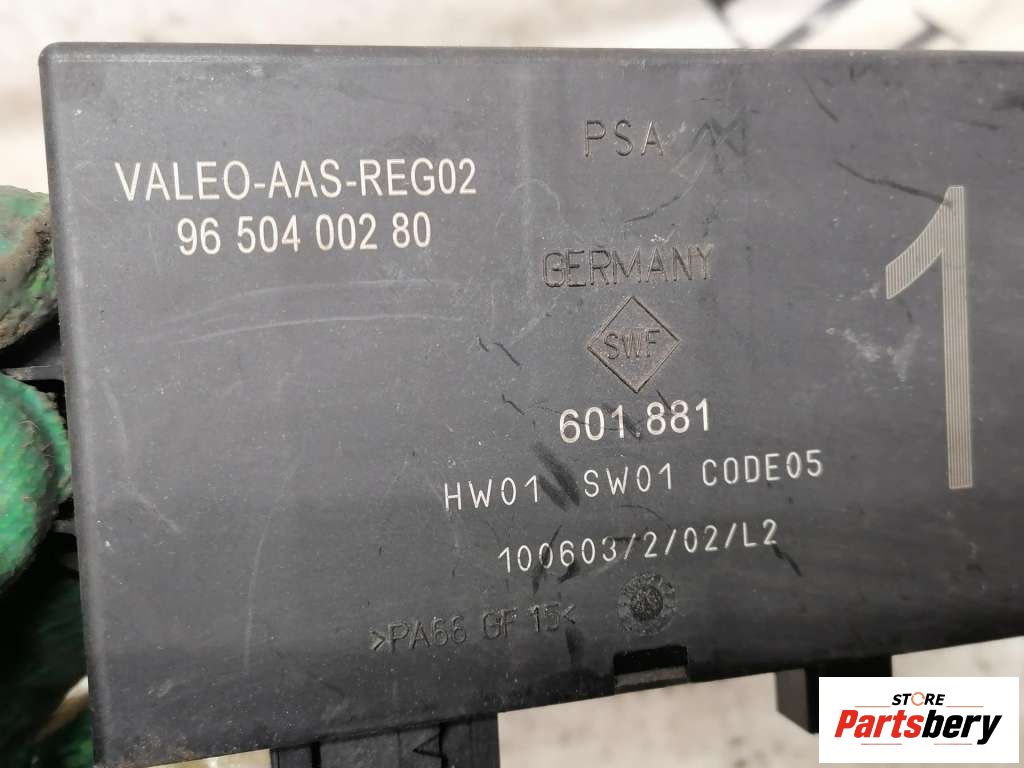 VALEO-AAS-REG02
96 504 002 80
PSA
GERMANY
SWF
601.881
HW01 SW01 CODE05
100603/2/02/L2
>PA66 GF 15<
1
STORE
Partsbery